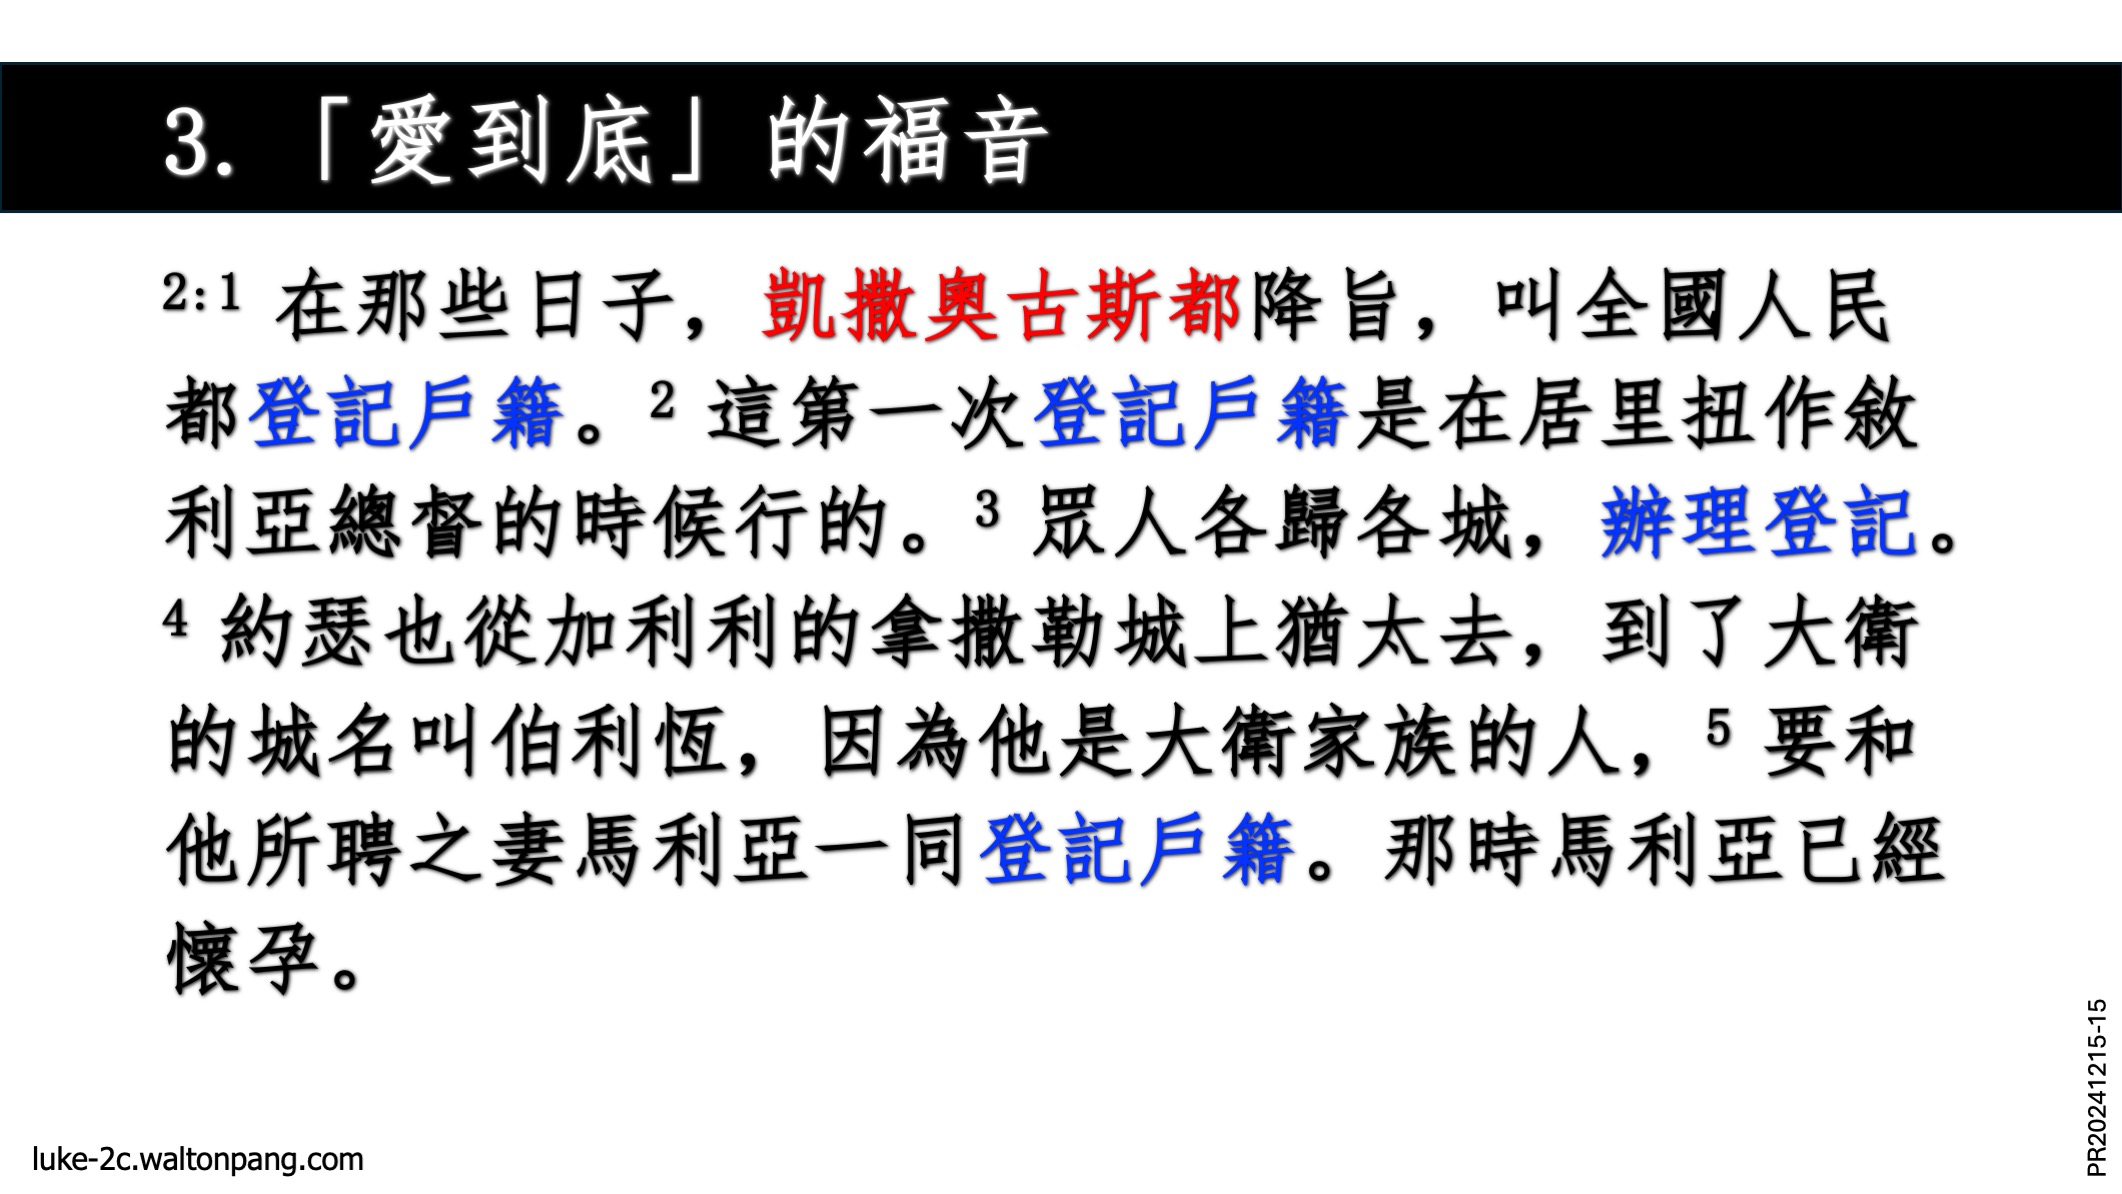 3. 「愛到底」的福音
2:1 在那些日子，凱撒奧古斯都降旨，叫全國人民
都登記戶籍。2 這第一次登記戶籍是在居里扭作敘
利亞總督的時候行的。3 眾人各歸各城，辦理登記。
4 約瑟也從加利利的拿撒勒城上猶太去，到了大衛
的城名叫伯利恆，因為他是大衛家族的人，5 要和
他所聘之妻馬利亞一同登記戶籍。那時馬利亞已經
懷孕。
luke-2c.waltonpang.com
PR20241215-15